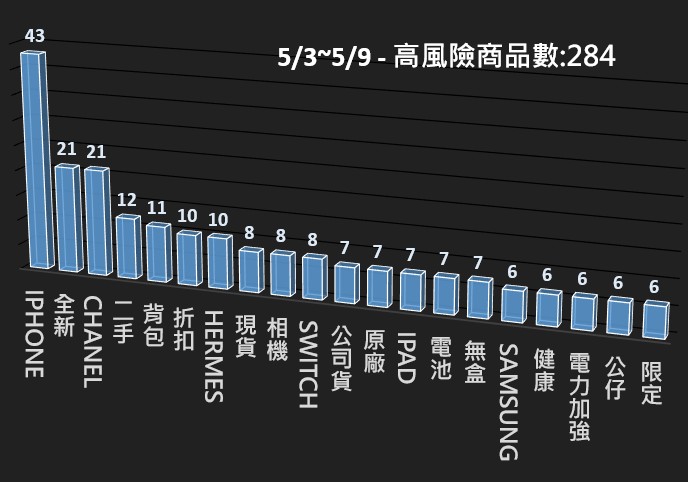 5/3~5/9 - 高風險商品數:284
43
21
21
12
11
10
10
8
8
8
7
7
7
7
7
6
6
6
6
6
IPHONE
全新
CHANEL
二手
背包
折扣
HERMES
現貨
相機
SWITCH
公司貨
原廠
IPAD
電池
無盒
SAMSUNG
健康
電力加強
公仔
限定